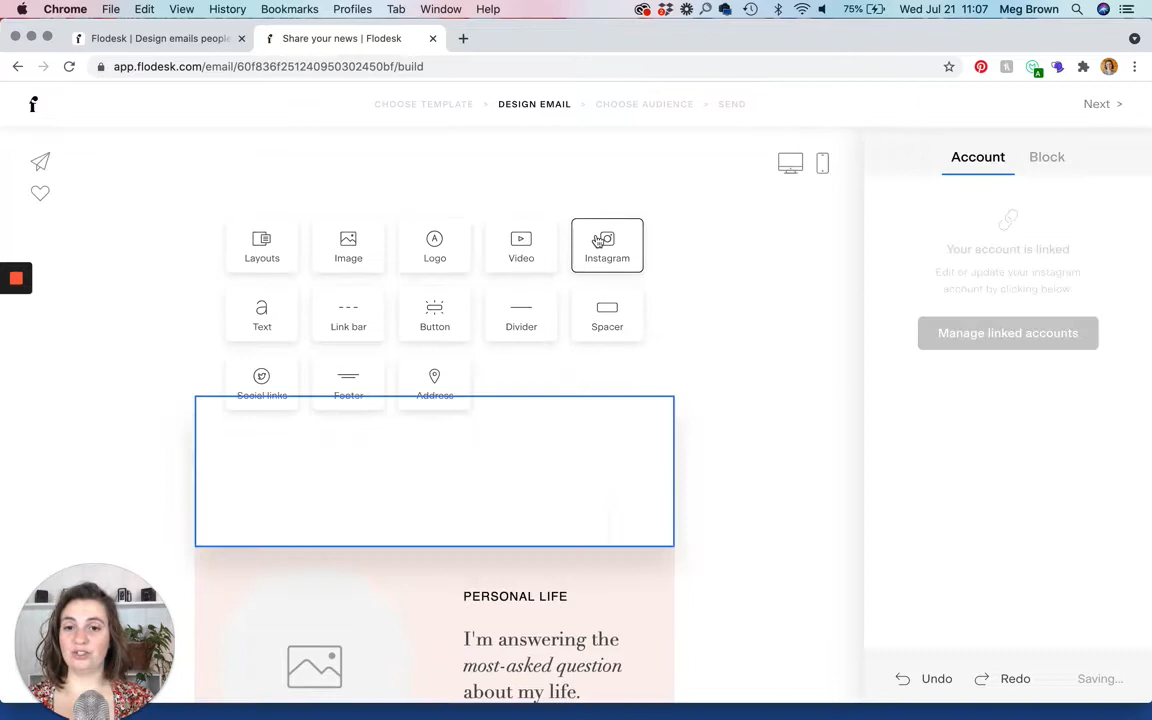 Chrome File Edit View History Bookmarks Profiles Tab Window Help 75% Wed Jul 21 11:07 Meg Brown
Flodesk | Design emails people
Share your news | Flodesk
app.flodesk.com/email/60f836f251240950302450bf/build
CHOOSE TEMPLATE > DESIGN EMAIL > CHOOSE AUDIENCE > SEND
Next >
Account Block
Layouts Image Logo Video Instagram
Text Link bar Button Divider Spacer
Social links Footer Address
Your account is linked
Edit or update your instagram
account by clicking below.
Manage linked accounts
PERSONAL LIFE
I'm answering the
most-asked question
about my life.
Undo Redo Saving...